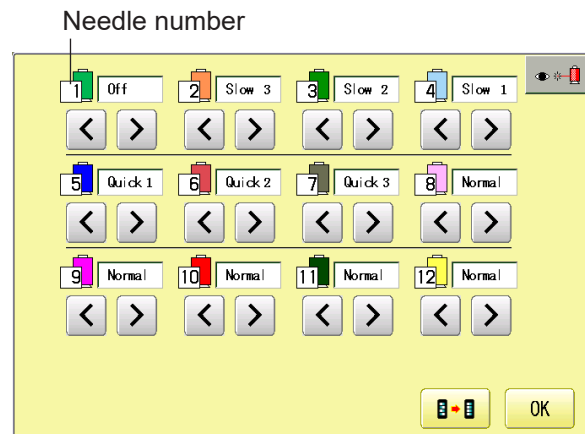 Needle number
1 Off 2 Slow 3 3 Slow 2 4 Slow 1
5 Quick 1 6 Quick 2 7 Quick 3 8 Normal
9 Normal 10 Normal 11 Normal 12 Normal
OK